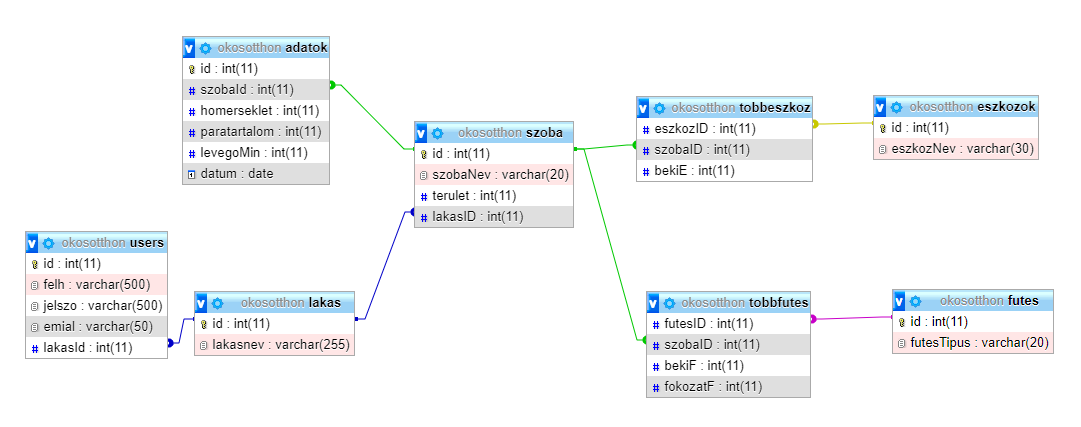 okosotthon adatok
id : int(11)
szobaId : int(11)
homerseklet : int(11)
paratartalom : int(11)
levegoMin : int(11)
datum : date
okosotthon szoba
id : int(11)
szobaNev : varchar(20)
terulet : int(11)
lakasID : int(11)
okosotthon tobbeszkoz
eszkozID : int(11)
szobaID : int(11)
bekiE : int(11)
okosotthon eszkozok
id : int(11)
eszkozNev : varchar(30)
okosotthon users
id : int(11)
felh : varchar(500)
jelszo : varchar(500)
emial : varchar(50)
lakasId : int(11)
okosotthon lakas
id : int(11)
lakasnev : varchar(255)
okosotthon tobbfutes
futesID : int(11)
szobaID : int(11)
bekiF : int(11)
fokozatF : int(11)
okosotthon futes
id : int(11)
futesTipus : varchar(20)